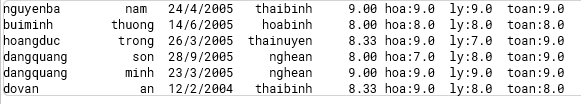 nguyenba nam 24/4/2005 thaibinh 9.00 hoa:9.0 ly:9.0 toan:9.0
buiminh thuong 14/6/2005 hoabinh 8.00 hoa:8.0 ly:8.0 toan:8.0
hoangduc trong 26/3/2005 thainuyen 8.33 hoa:9.0 ly:7.0 toan:9.0
dangquang son 28/9/2005 nghean 8.00 hoa:7.0 ly:8.0 toan:9.0
dangquang minh 23/3/2005 nghean 9.00 hoa:9.0 ly:9.0 toan:9.0
dovan an 12/2/2004 thaibinh 8.33 hoa:9.0 ly:8.0 toan:8.0